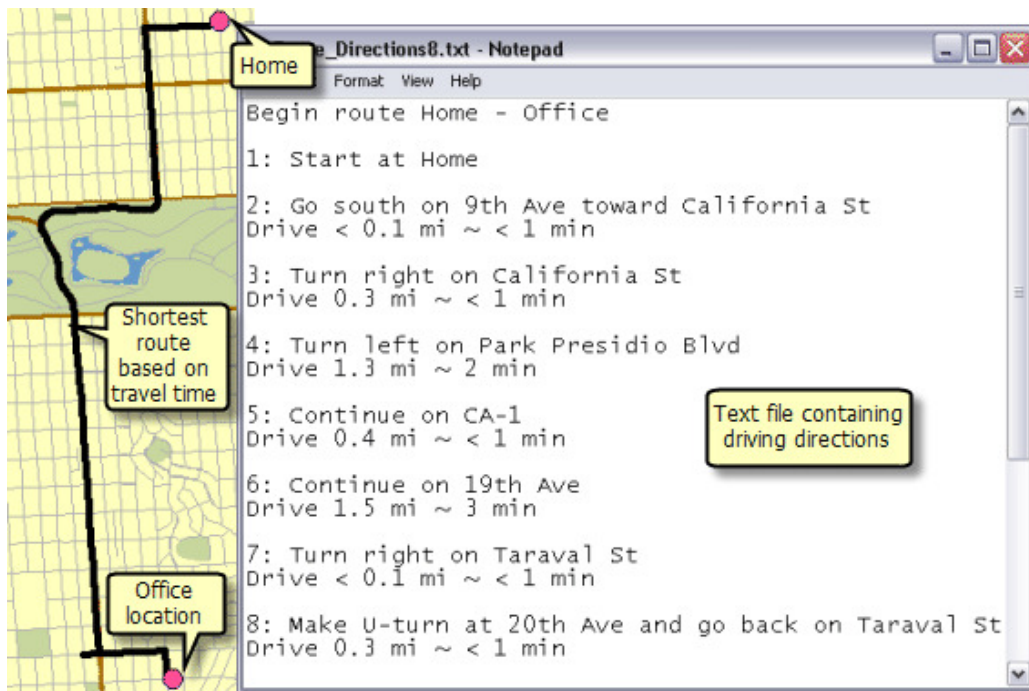 Home
e_Directions8.txt - Notepad
Format View Help
Begin route Home - Office
1: Start at Home
2: Go south on 9th Ave toward California St
Drive < 0.1 mi ~ < 1 min
3: Turn right on California St
Drive 0.3 mi ~ < 1 min
4: Turn left on Park Presidio Blvd
Drive 1.3 mi ~ 2 min
5: Continue on CA-1
Drive 0.4 mi ~ < 1 min
6: Continue on 19th Ave
Drive 1.5 mi ~ 3 min
7: Turn right on Taraval St
Drive < 0.1 mi ~ < 1 min
8: Make U-turn at 20th Ave and go back on Taraval St
Drive 0.3 mi ~ < 1 min
Shortest
route
based on
travel time
Text file containing
driving directions
Office
location